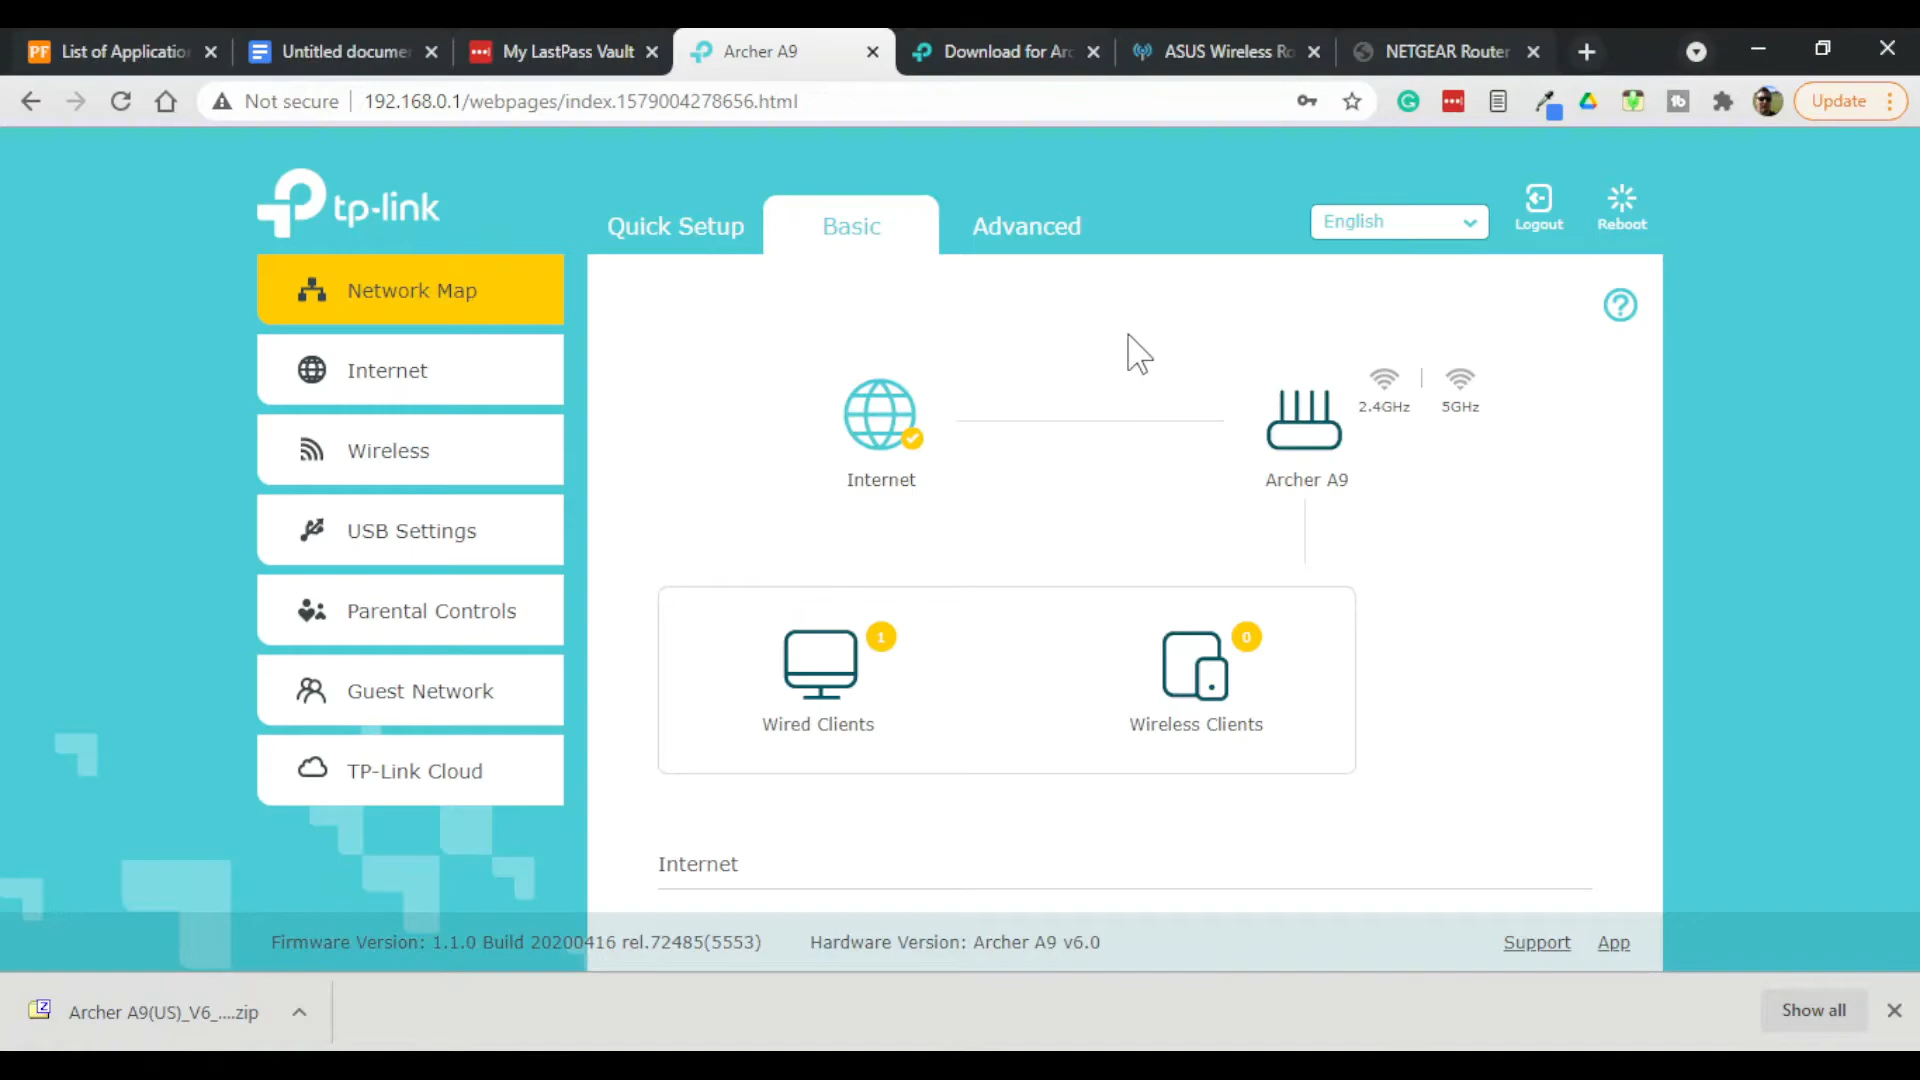 List of Applicatio
Untitled docume
My LastPass Vault
Archer A9
Download for Arc
ASUS Wireless Ro
NETGEAR Router
Not secure
192.168.0.1/webpages/index.1579004278656.html
Update
tp-link
Quick Setup
Basic
Advanced
English
Logout
Reboot
Network Map
Internet
Wireless
USB Settings
Parental Controls
Guest Network
TP-Link Cloud
2.4GHz
5GHz
Internet
Archer A9
1
0
Wired Clients
Wireless Clients
Internet
Firmware Version: 1.1.0 Build 20200416 rel.72485(5553)
Hardware Version: Archer A9 v6.0
Support
App
Archer A9(US)_V6_....zip
Show all